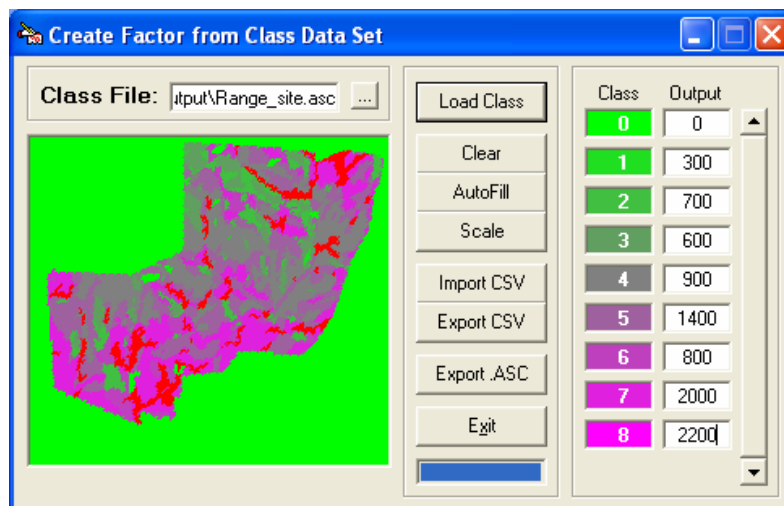 Create Factor from Class Data Set
Class File: utput\Range_site.asc ...
Load Class
Clear
AutoFill
Scale
Import CSV
Export CSV
Export .ASC
Exit
Class Output
0 0
1 300
2 700
3 600
4 900
5 1400
6 800
7 2000
8 2200